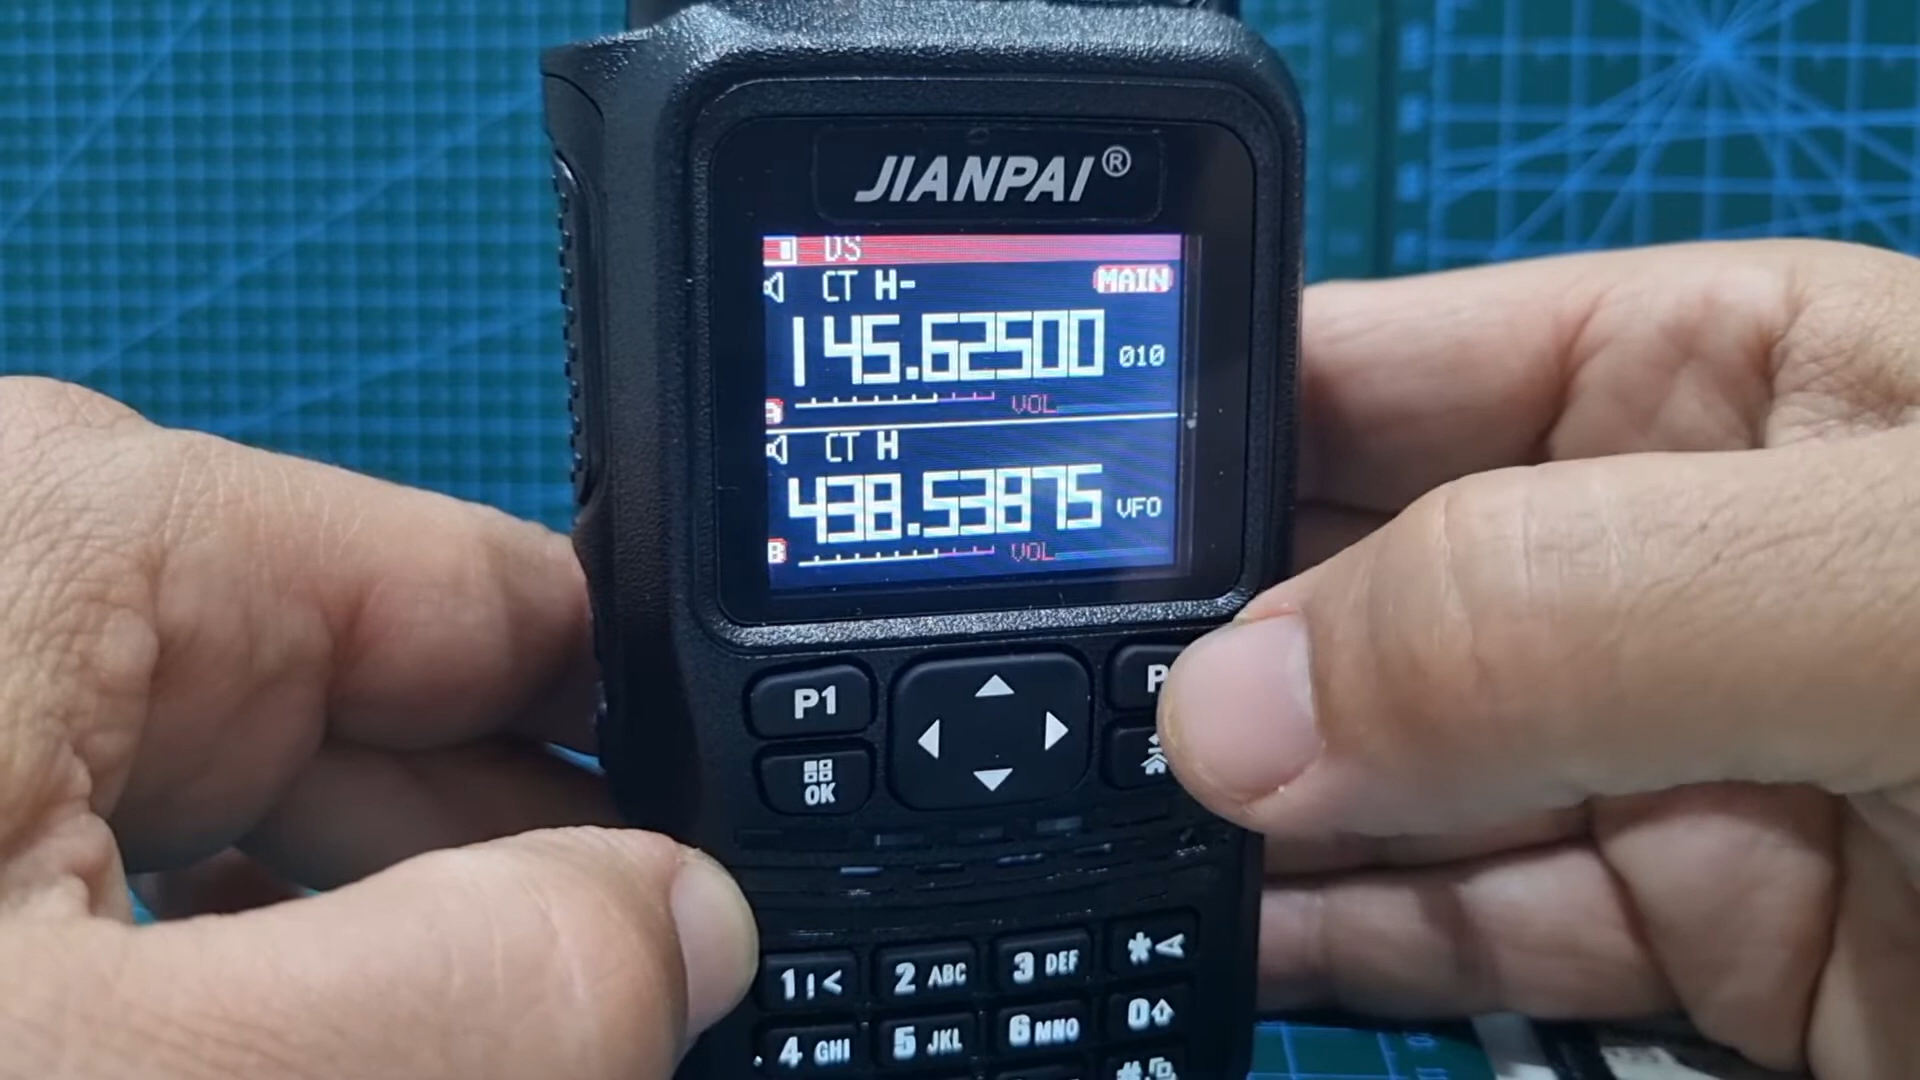 JIANPAI®
DS
CT H-
MAIN
145.62500 010
A
VOL
CT H
438.53875 VFO
B
VOL
P1
P
OK
1!<
2 ABC
3 DEF
*
4 GHI
5 JKL
6 MNO
0
#